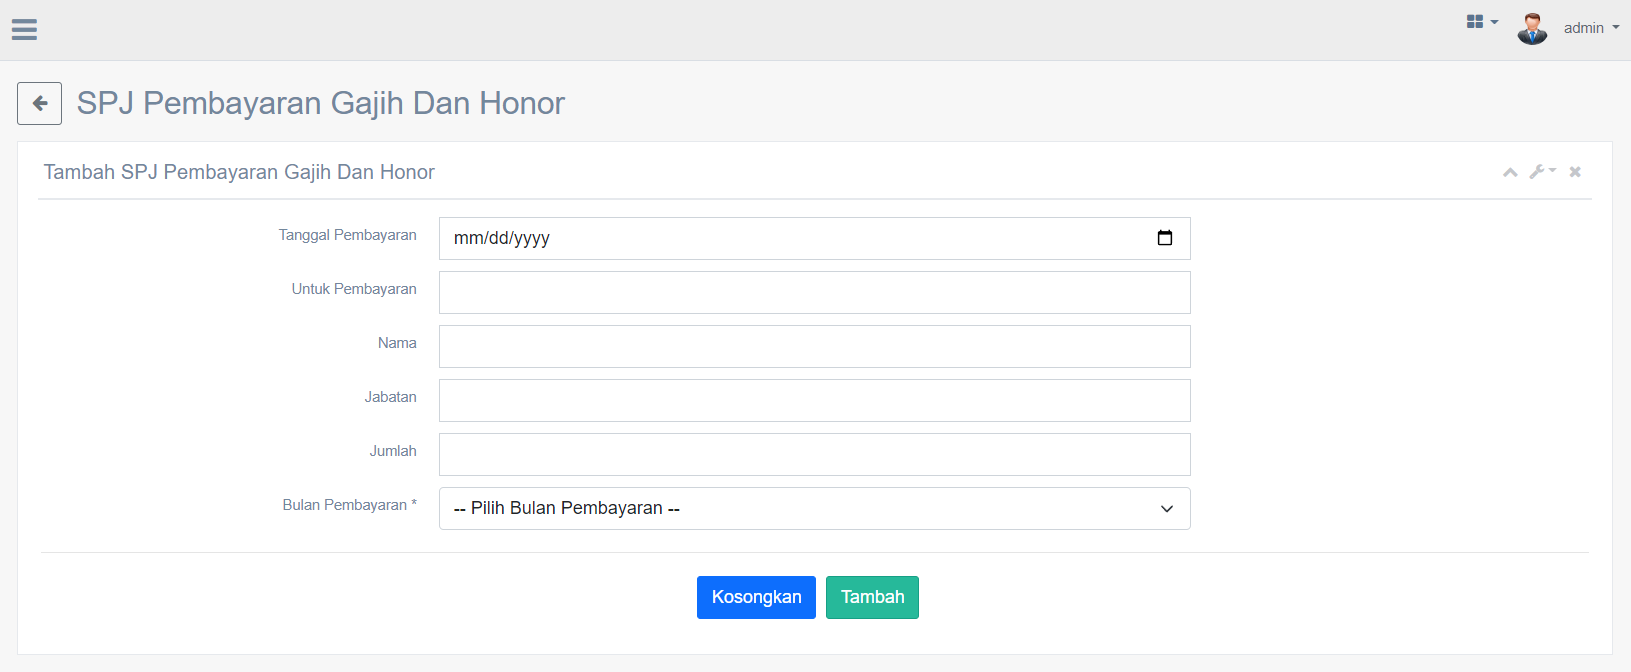 admin
SPJ Pembayaran Gajih Dan Honor
Tambah SPJ Pembayaran Gajih Dan Honor
Tanggal Pembayaran mm/dd/yyyy
Untuk Pembayaran
Nama
Jabatan
Jumlah
Bulan Pembayaran * -- Pilih Bulan Pembayaran --
Kosongkan Tambah